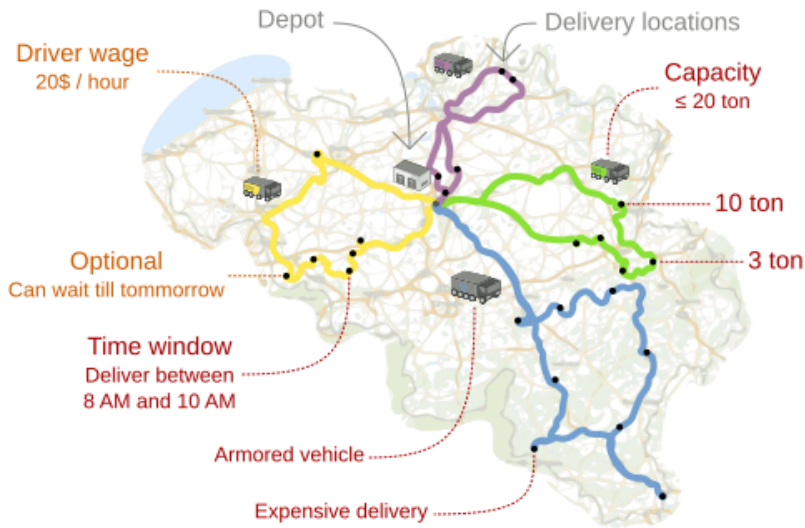 Depot
Delivery locations
Driver wage
20$ / hour
Capacity
≤ 20 ton
10 ton
3 ton
Optional
Can wait till tommorrow
Time window
Deliver between
8 AM and 10 AM
Armored vehicle
Expensive delivery